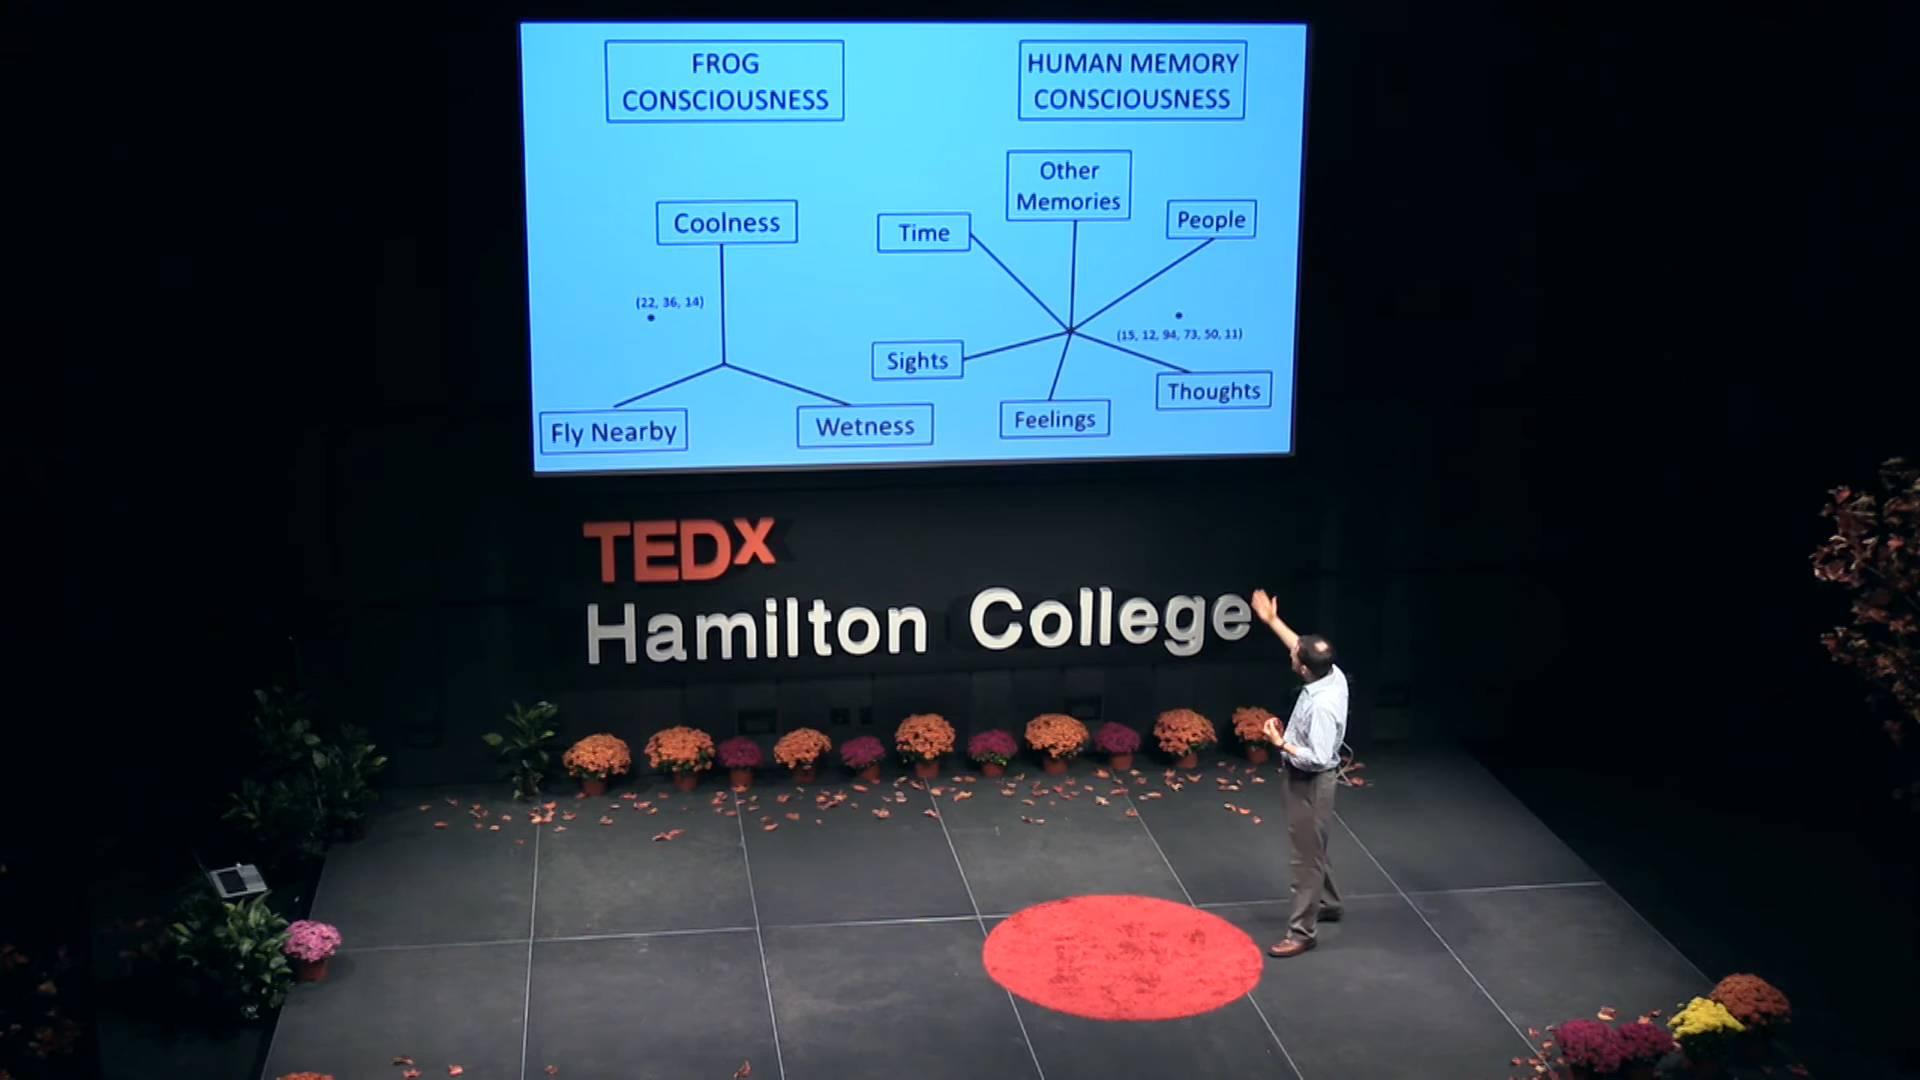 FROG
CONSCIOUSNESS
HUMAN MEMORY
CONSCIOUSNESS
Coolness
(22, 36, 14)
Fly Nearby
Wetness
Other
Memories
Time
People
(15, 12, 94, 73, 50, 11)
Sights
Thoughts
Feelings
TEDx
Hamilton College